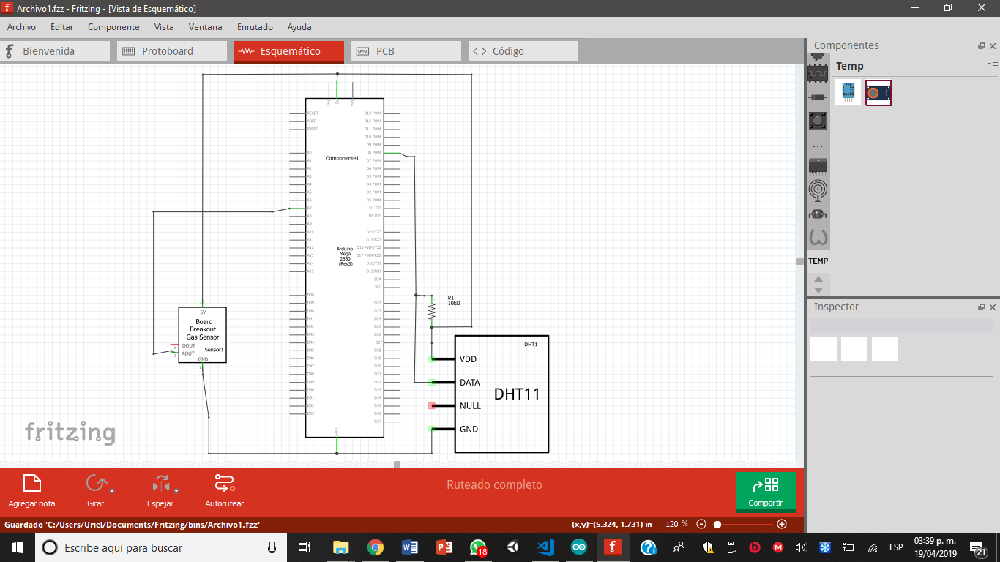 Archivo1.fzz - Fritzing - [Vista de Esquemático]
Archivo Editar Componente Vista Ventana Enrutado Ayuda
Bienvenida Protoboard Esquemático PCB Código
Componentes
Temp
TEMP
Inspector
5V
VIN
RESET
AREF
IOREF
A0
A1
A2
A3
A4
A5
A6
A7
A8
A9
A10
A11
A12
A13
A14
A15
D38
D39
D40
D41
D42
D43
D44
D45
D46
D47
D48
D49
D50
D51
D52
D53
Componente1
Arduino
Mega
2560
(Rev3)
D13 PWM
D12 PWM
D11 PWM
D10 PWM
D9 PWM
D8 PWM
D7 PWM
D6 PWM
D5 PWM
D4 PWM
D2 PWM
D3 PWM
D1 TX0
D0 RX0
D14/TX3
D15/RX3
D16 PWM/TX2
D17 PWM/RX2
D18/TX1
D19/RX1
SDA
SCL
D22
D23
D24
D25
D26
D27
D28
D29
D30
D31
D32
D33
D34
D35
D36
D37
GND
5V
Board
Breakout
Gas Sensor
DOUT
Sensor1
AOUT
GND
R1
10kΩ
DHT1
VDD
DATA
DHT11
NULL
GND
fritzing
Agregar nota Girar Espejar Autorutear
Ruteado completo
Compartir
Guardado 'C:/Users/Uriel/Documents/Fritzing/bins/Archivo1.fzz'
(x,y)=(5.324, 1.731) in 120 %
Escribe aquí para buscar
18
ESP
03:39 p. m.
19/04/2019
21